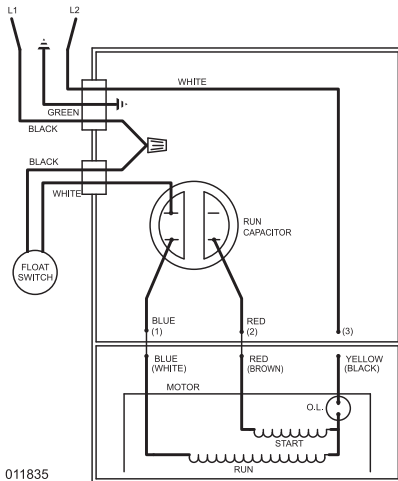 L1
L2
WHITE
GREEN
BLACK
BLACK
WHITE
FLOAT
SWITCH
RUN
CAPACITOR
BLUE
(1)
RED
(2)
(3)
BLUE
(WHITE)
RED
(BROWN)
YELLOW
(BLACK)
MOTOR
O.L.
START
RUN
011835